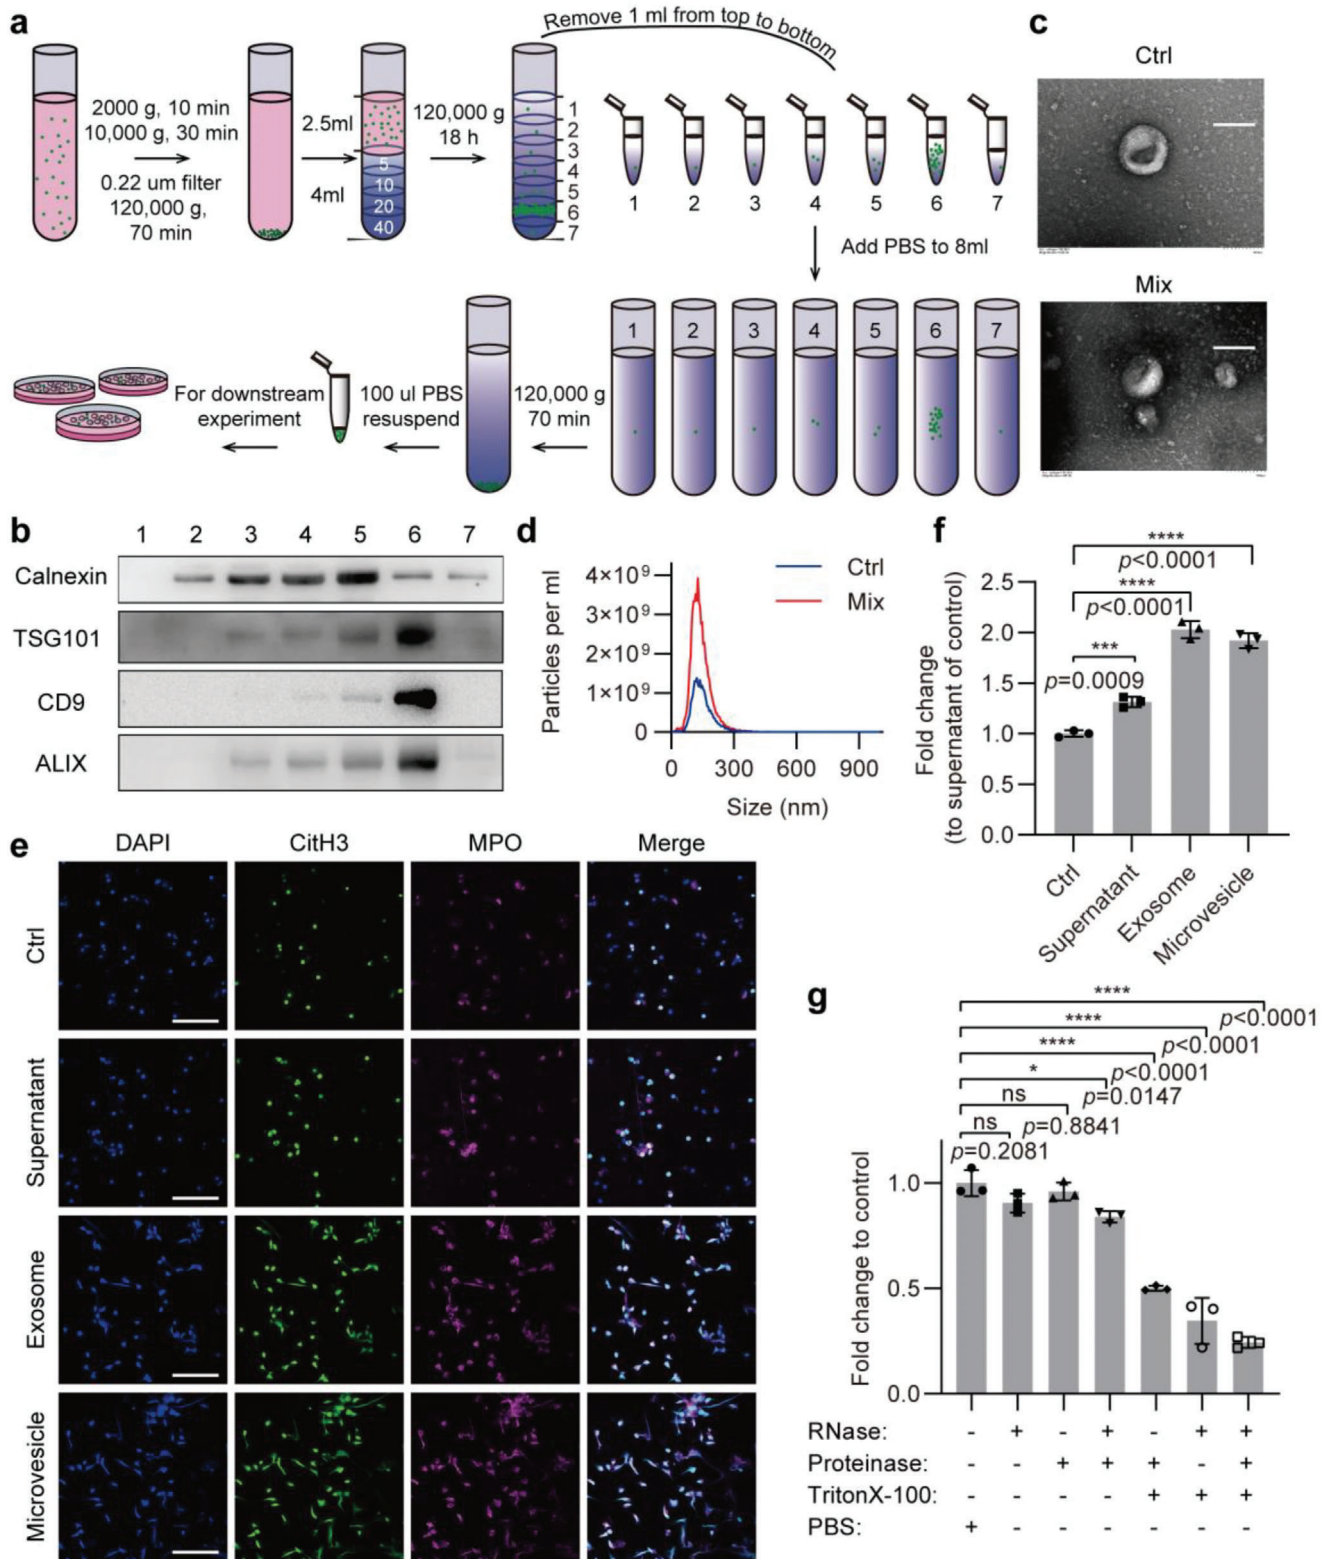 a
Remove 1 ml from top to bottom
2000 g, 10 min
10,000 g, 30 min
0.22 um filter
120,000 g,
70 min
2.5ml
4ml
5
10
20
40
120,000 g
18 h
1
2
3
4
5
6
7
1 2 3 4 5 6 7
Add PBS to 8ml
1 2 3 4 5 6 7
120,000 g
70 min
100 ul PBS
resuspend
For downstream
experiment
c
Ctrl
Mix
b
1 2 3 4 5 6 7
Calnexin
TSG101
CD9
ALIX
d
Particles per ml
4×10⁹
3×10⁹
2×10⁹
1×10⁹
0
0 300 600 900
Size (nm)
Ctrl
Mix
e
DAPI CitH3 MPO Merge
Ctrl
Supernatant
Exosome
Microvesicle
f
Fold change
(to supernatant of control)
2.5
2.0
1.5
1.0
0.5
0.0
****
p<0.0001
****
p<0.0001
***
p=0.0009
Ctrl
Supernatant
Exosome
Microvesicle
g
****
p<0.0001
****
p<0.0001
****
p<0.0001
*
p=0.0147
ns
p=0.8841
ns
p=0.2081
Fold change to control
1.0
0.5
0.0
RNase: - + - + - + +
Proteinase: - - + + + - +
TritonX-100: - - - - + + +
PBS: + - - - - - -